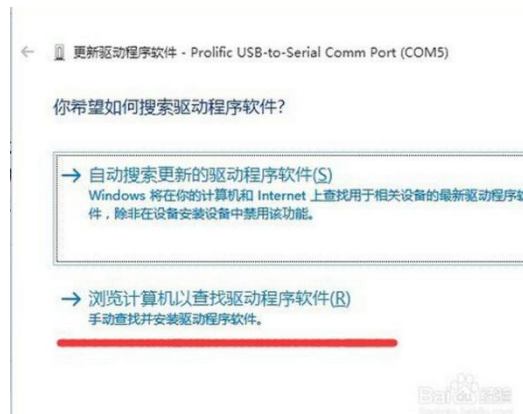 更新驱动程序软件 - Prolific USB-to-Serial Comm Port (COM5)
你希望如何搜索驱动程序软件?
→ 自动搜索更新的驱动程序软件(S)
Windows 将在你的计算机和 Internet 上查找用于相关设备的最新驱动程序
件，除非在设备安装设置中禁用该功能。
→ 浏览计算机以查找驱动程序软件(R)
手动查找并安装驱动程序软件。
Baidu 经验